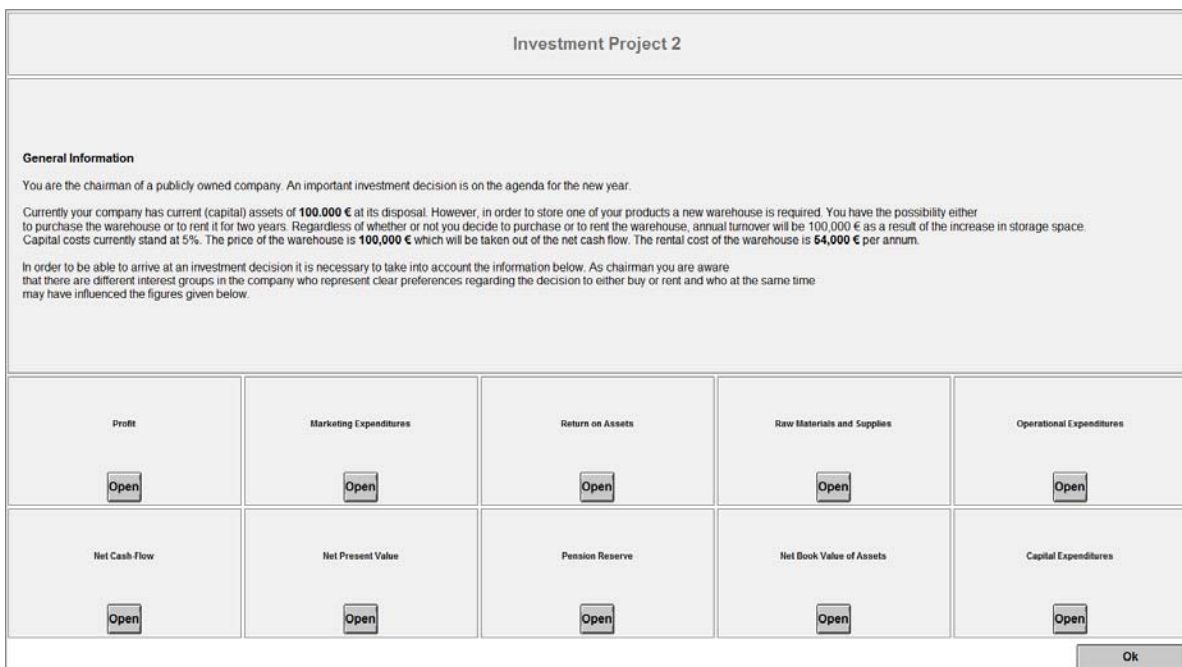 Investment Project 2
General Information
You are the chairman of a publicly owned company. An important investment decision is on the agenda for the new year.
Currently your company has current (capital) assets of 100.000 € at its disposal. However, in order to store one of your products a new warehouse is required. You have the possibility either
to purchase the warehouse or to rent it for two years. Regardless of whether or not you decide to purchase or to rent the warehouse, annual turnover will be 100,000 € as a result of the increase in storage space.
Capital costs currently stand at 5%. The price of the warehouse is 100,000 € which will be taken out of the net cash flow. The rental cost of the warehouse is 54,000 € per annum.
In order to be able to arrive at an investment decision it is necessary to take into account the information below. As chairman you are aware
that there are different interest groups in the company who represent clear preferences regarding the decision to either buy or rent and who at the same time
may have influenced the figures given below.
Profit Marketing Expenditures Return on Assets Raw Materials and Supplies Operational Expenditures
Open Open Open Open Open
Net Cash-Flow Net Present Value Pension Reserve Net Book Value of Assets Capital Expenditures
Open Open Open Open Open
Ok